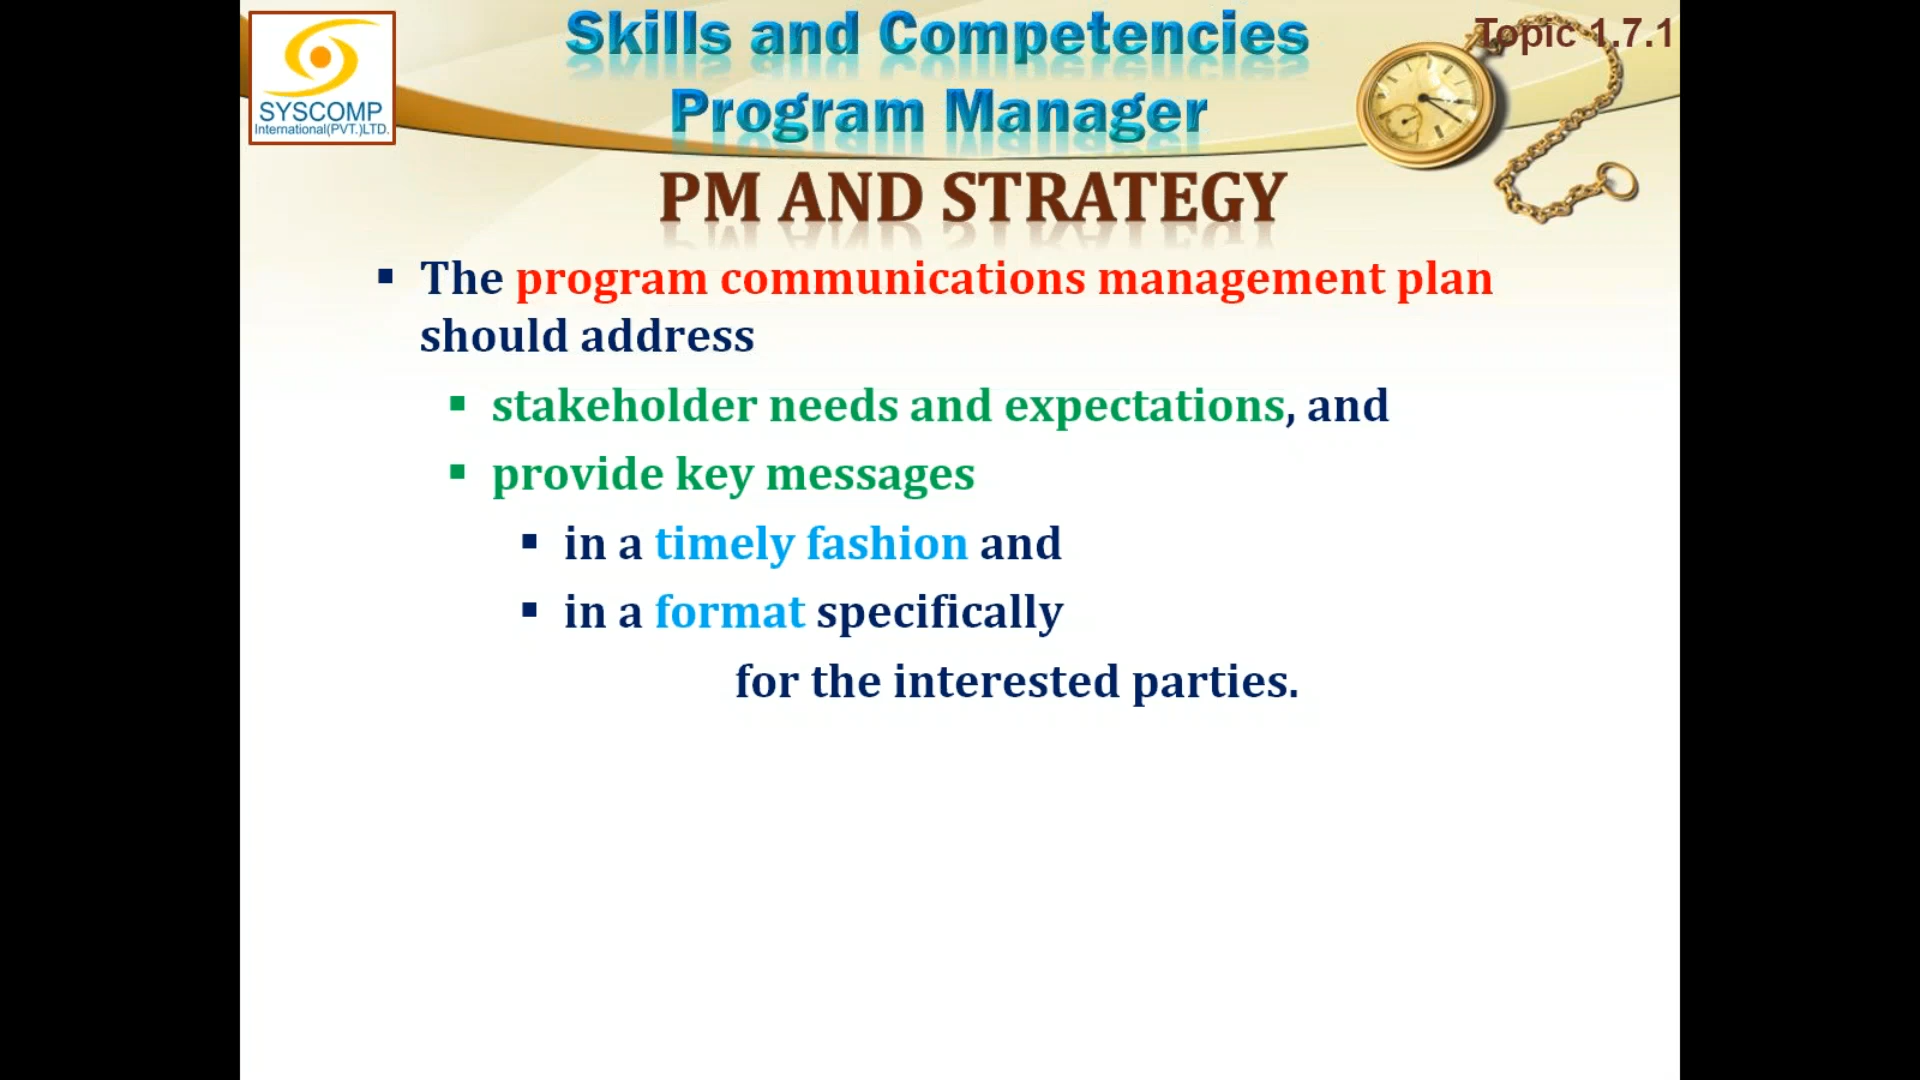 SYSCOMP
International(PVT.)LTD.
Skills and Competencies
Program Manager
Topic 1.7.1
PM AND STRATEGY
▪ The program communications management plan
should address
▪ stakeholder needs and expectations, and
▪ provide key messages
▪ in a timely fashion and
▪ in a format specifically
for the interested parties.